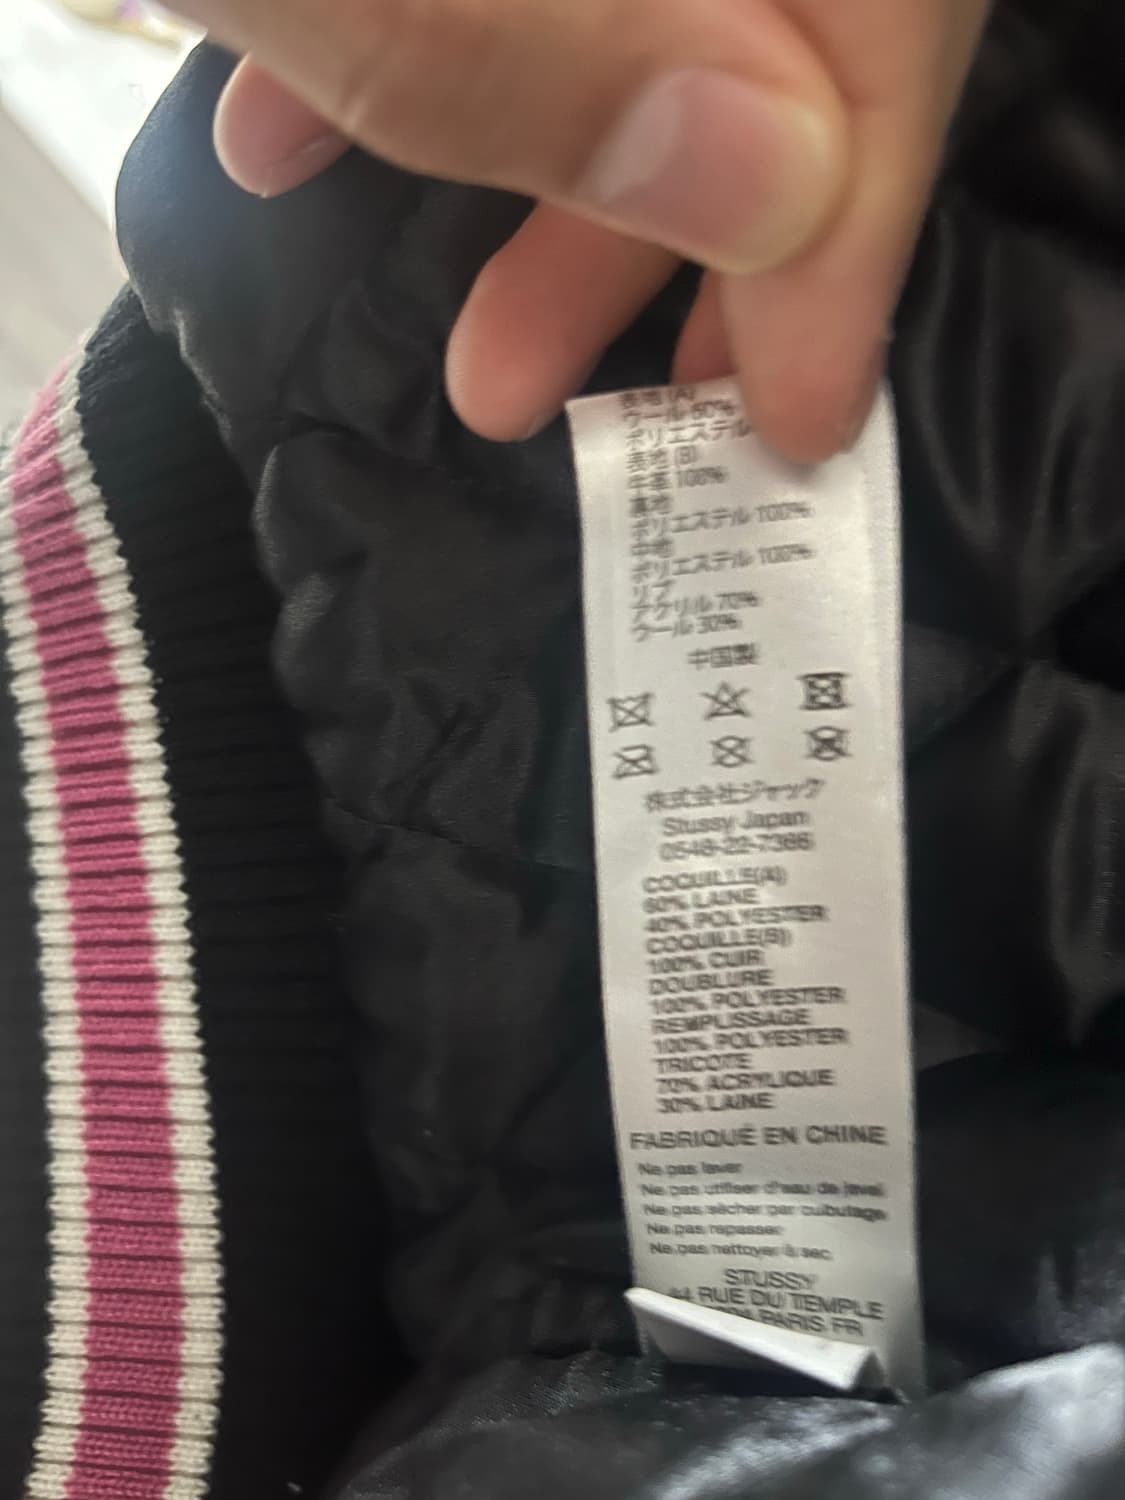 表地 (A)
ウール 60%
ポリエステル
表地 (B)
牛革 100%
裏地
ポリエステル 100%
中地
ポリエステル 100%
リブ
アクリル 70%
ウール 30%
中国製
株式会社ジャック
Stussy Japan
0548-22-7366
COQUILLE(A)
60% LAINE
40% POLYESTER
COQUILLE(B)
100% CUIR
DOUBLURE
100% POLYESTER
REMPLISSAGE
100% POLYESTER
TRICOTE
70% ACRYLIQUE
30% LAINE
FABRIQUÉ EN CHINE
Ne pas laver
Ne pas utiliser d'eau de javel
Ne pas sécher par culbutage
Ne pas repasser
Ne pas nettoyer à sec
STUSSY
RUE DU TEMPLE
PARIS FR